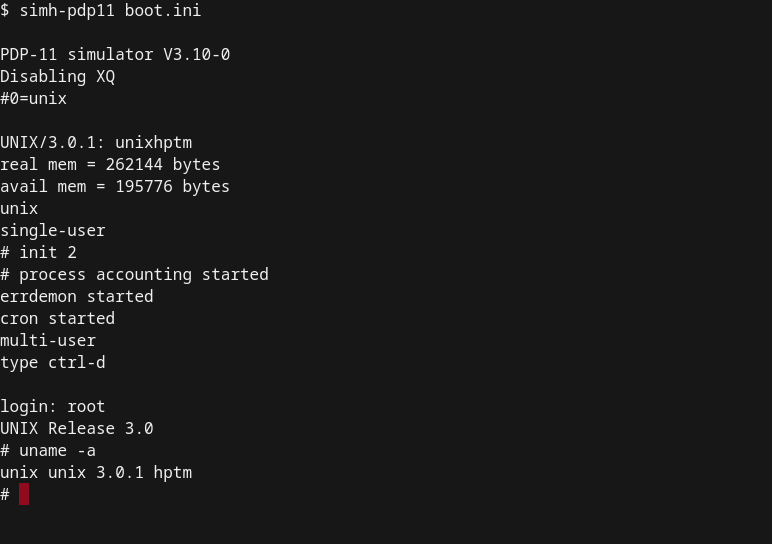 $ simh-pdp11 boot.ini
PDP-11 simulator V3.10-0
Disabling XQ
#0=unix
UNIX/3.0.1: unixhptm
real mem = 262144 bytes
avail mem = 195776 bytes
unix
single-user
# init 2
# process accounting started
errdemon started
cron started
multi-user
type ctrl-d
login: root
UNIX Release 3.0
# uname -a
unix unix 3.0.1 hptm
#